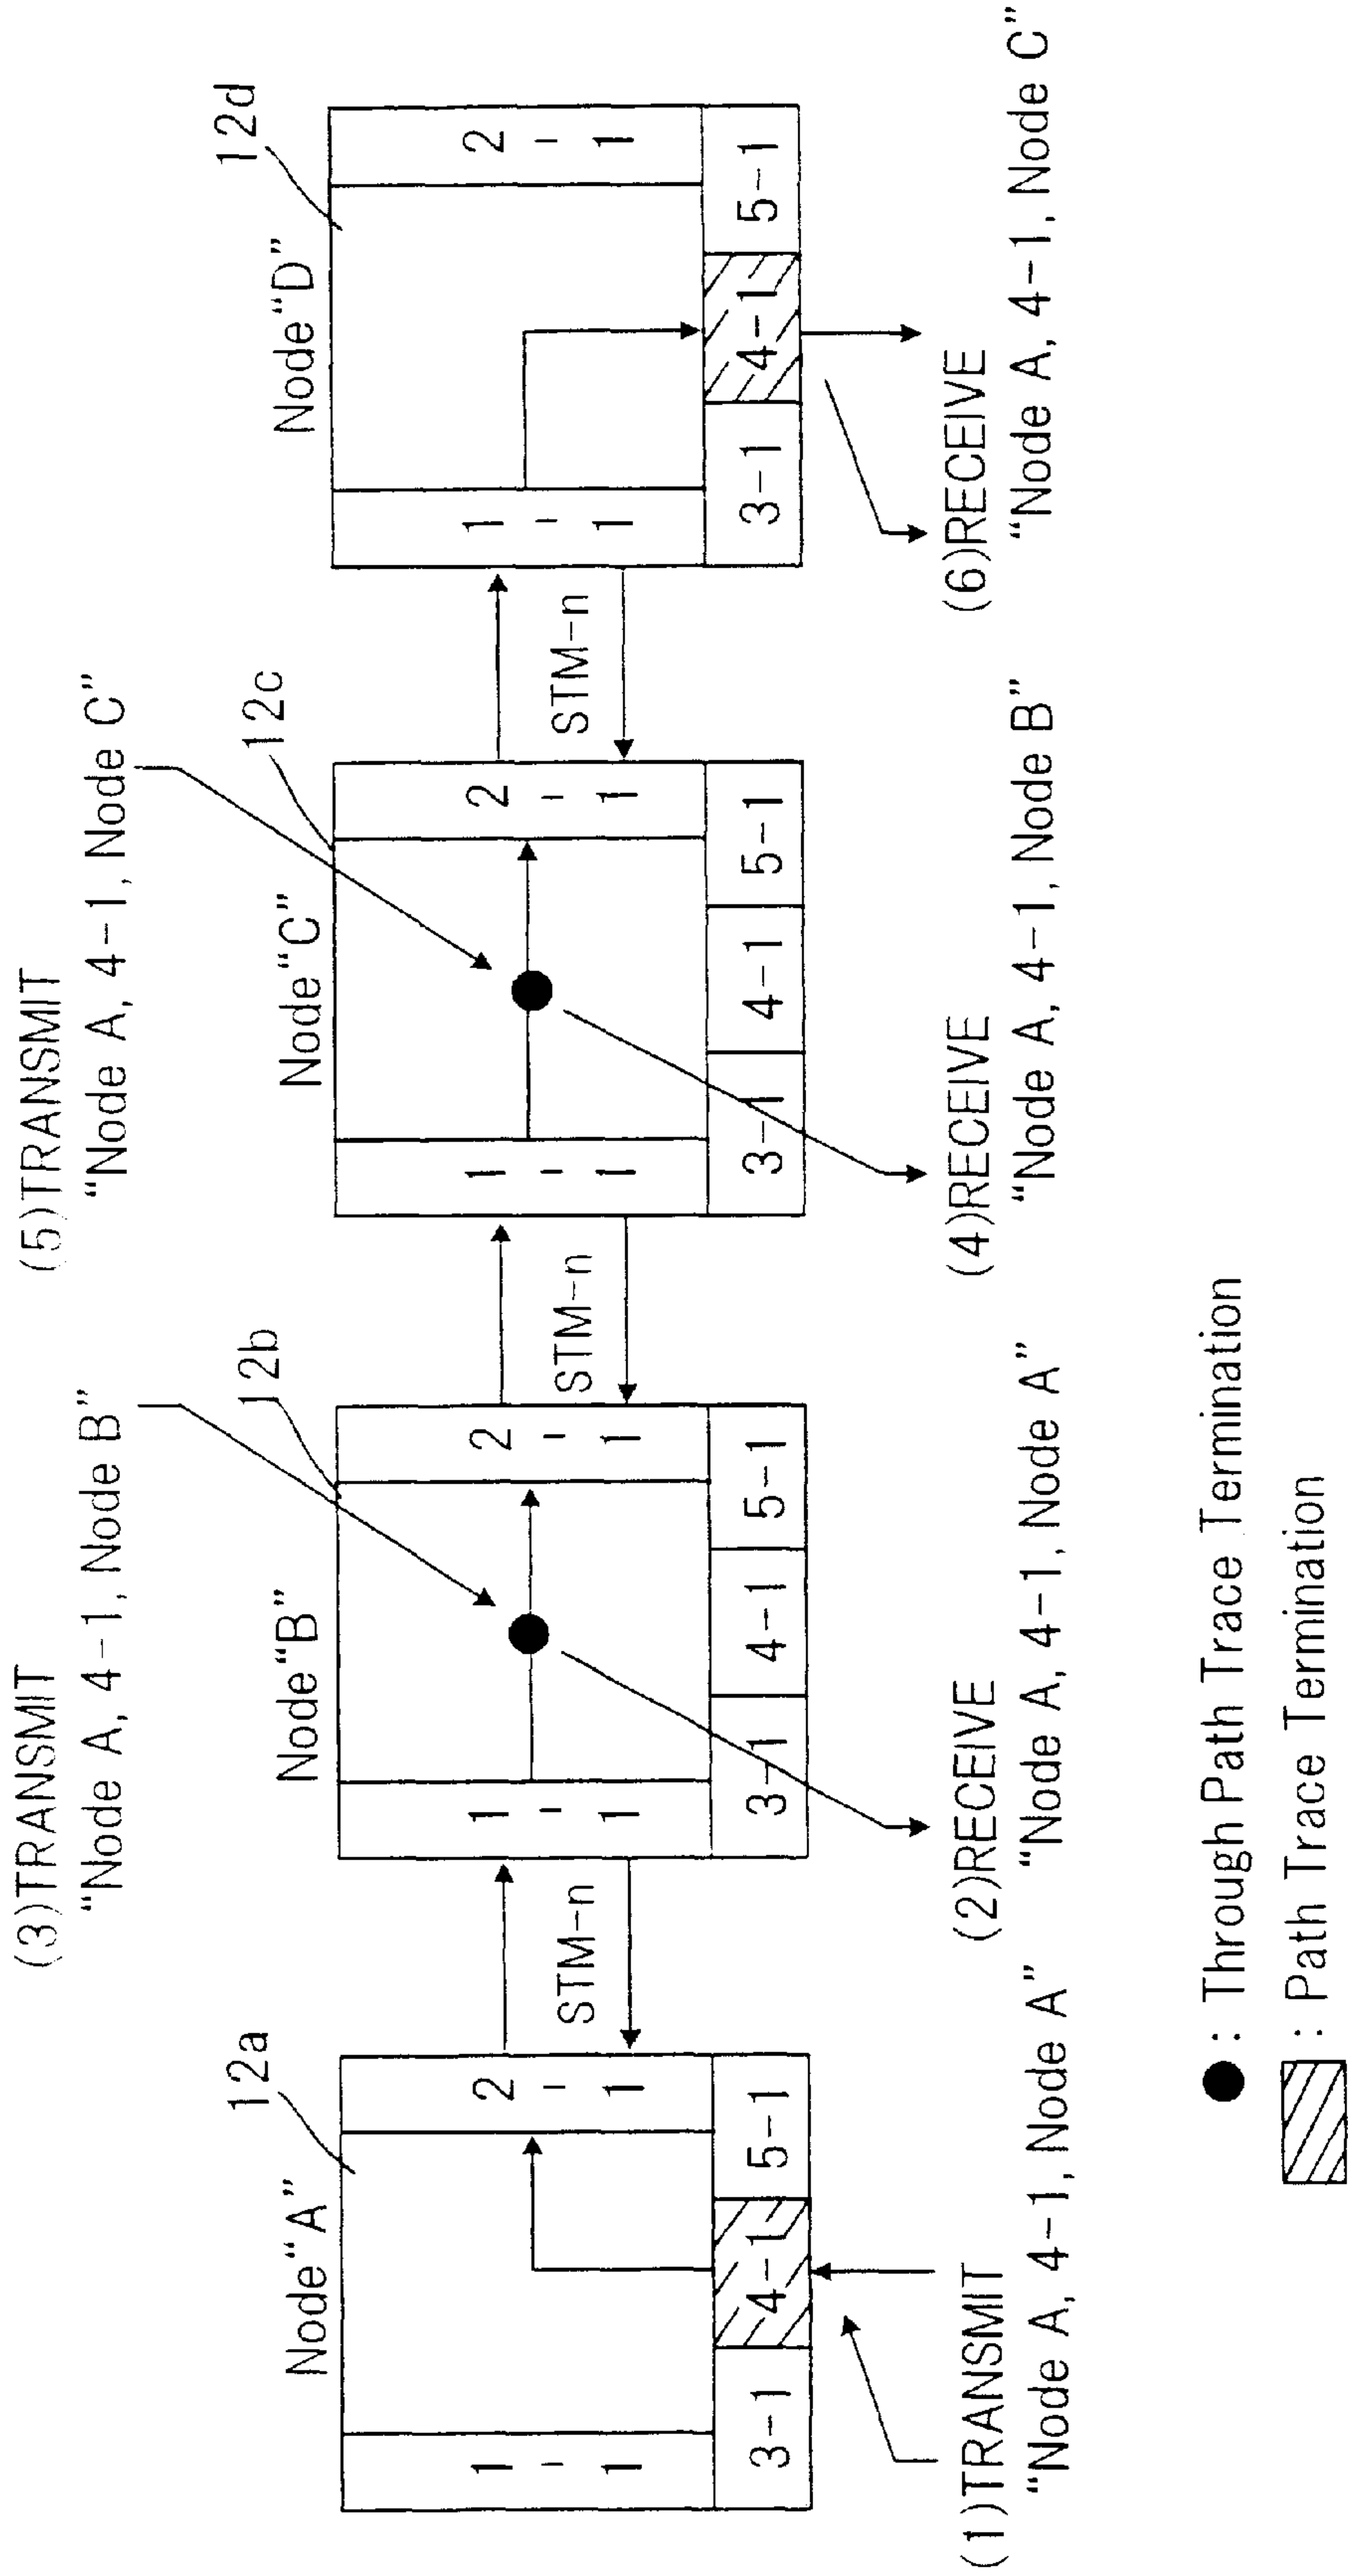 (3)TRANSMIT
“Node A, 4-1, Node B”
(5)TRANSMIT
“Node A, 4-1, Node C”
12a
12b
12c
12d
Node“A”
Node“B”
Node“C”
Node“D”
1-1
2-1
3-1
4-1
5-1
STM-n
1-1
2-1
3-1
4-1
5-1
STM-n
1-1
2-1
3-1
4-1
5-1
STM-n
1-1
2-1
3-1
4-1
5-1
(1)TRANSMIT
“Node A, 4-1, Node A”
(2)RECEIVE
“Node A, 4-1, Node A”
(4)RECEIVE
“Node A, 4-1, Node B”
(6)RECEIVE
“Node A, 4-1, Node C”
: Through Path Trace Termination
: Path Trace Termination